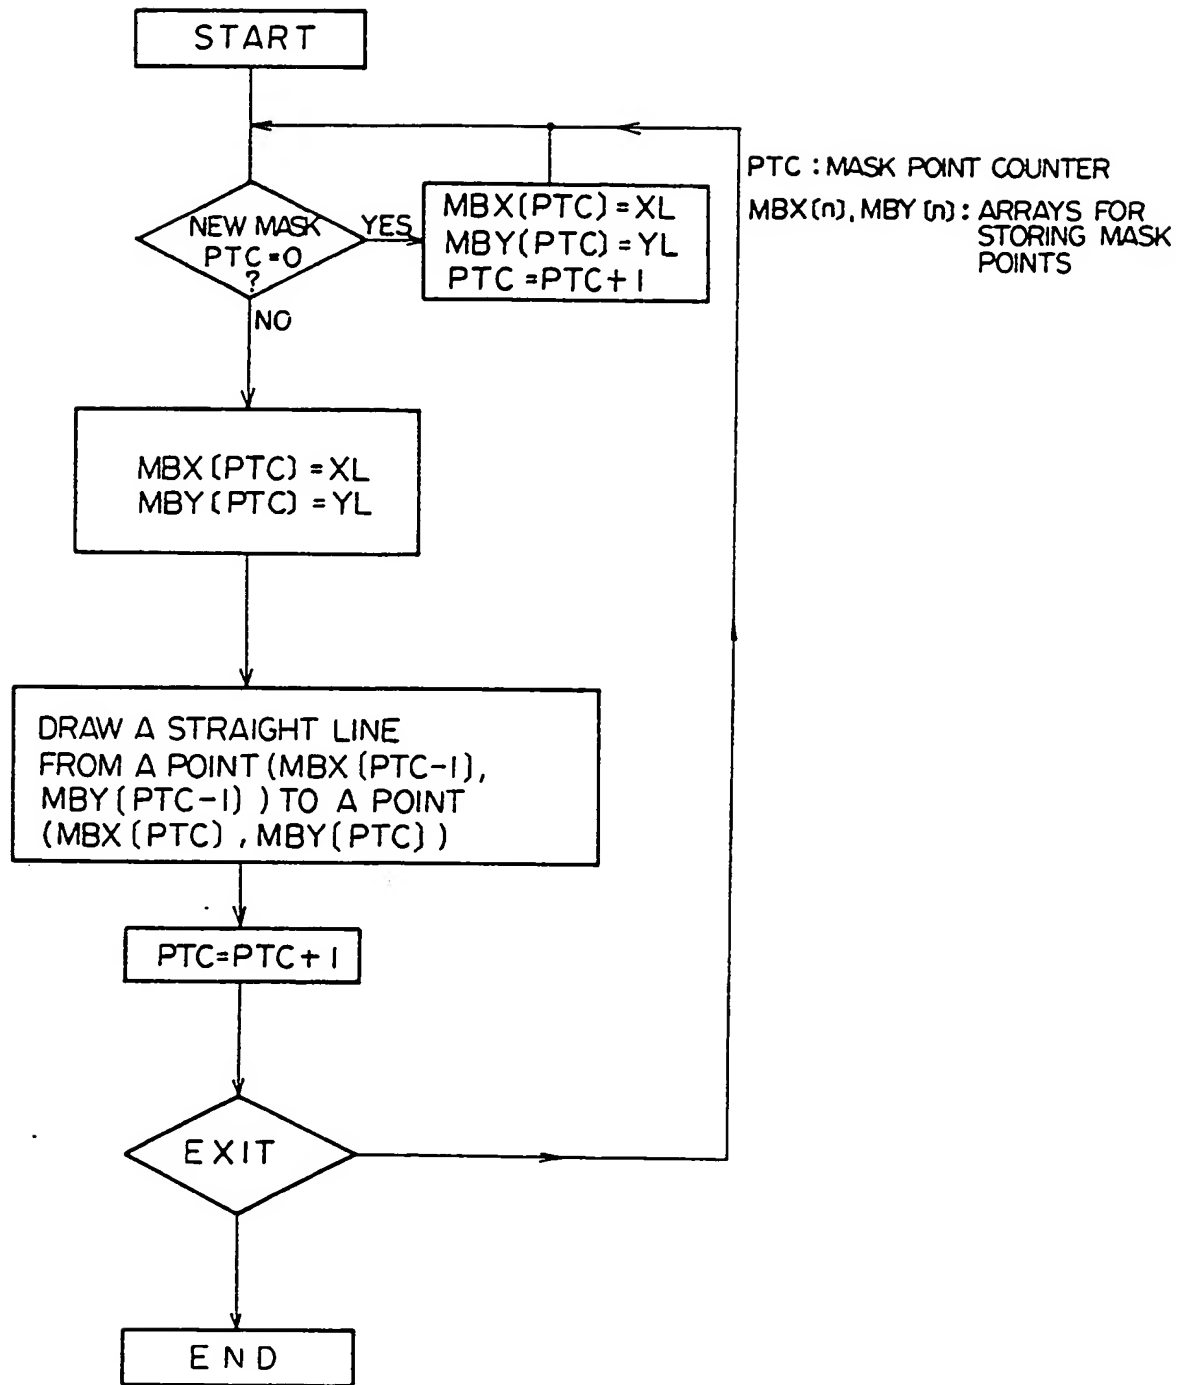 START
NEW MASK
PTC=0
?
YES
MBX(PTC)=XL
MBY(PTC)=YL
PTC=PTC+1
PTC : MASK POINT COUNTER
MBX(n), MBY(n) : ARRAYS FOR
STORING MASK
POINTS
NO
MBX(PTC)=XL
MBY(PTC)=YL
DRAW A STRAIGHT LINE
FROM A POINT (MBX(PTC-1),
MBY(PTC-1) ) TO A POINT
(MBX(PTC) , MBY(PTC) )
PTC=PTC+1
EXIT
END